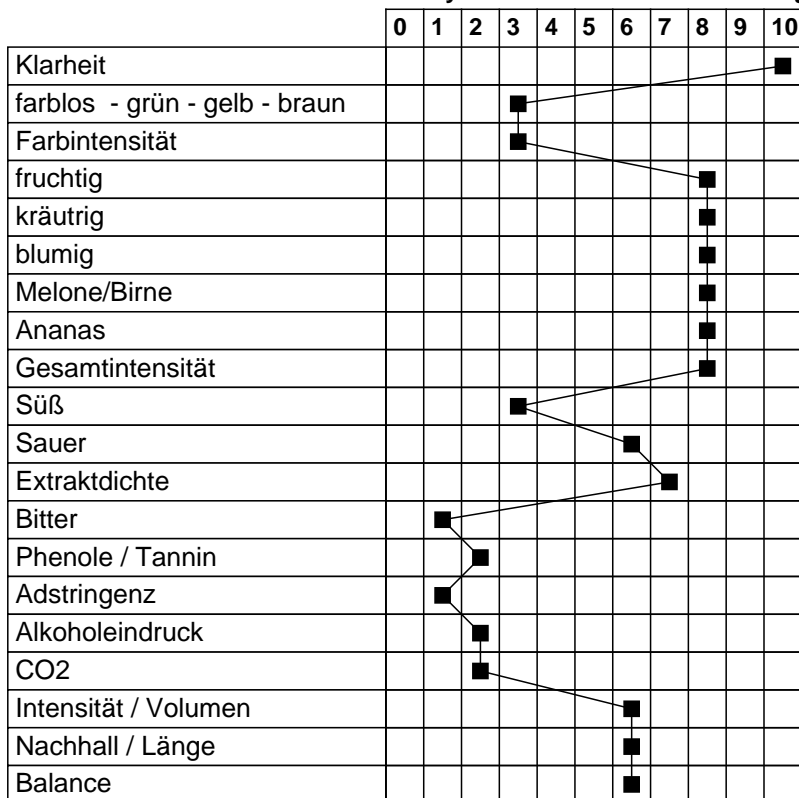 0 1 2 3 4 5 6 7 8 9 10
Klarheit
farblos - grün - gelb - braun
Farbintensität
fruchtig
kräutrig
blumig
Melone/Birne
Ananas
Gesamtintensität
Süß
Sauer
Extraktdichte
Bitter
Phenole / Tannin
Adstringenz
Alkoholeindruck
CO2
Intensität / Volumen
Nachhall / Länge
Balance